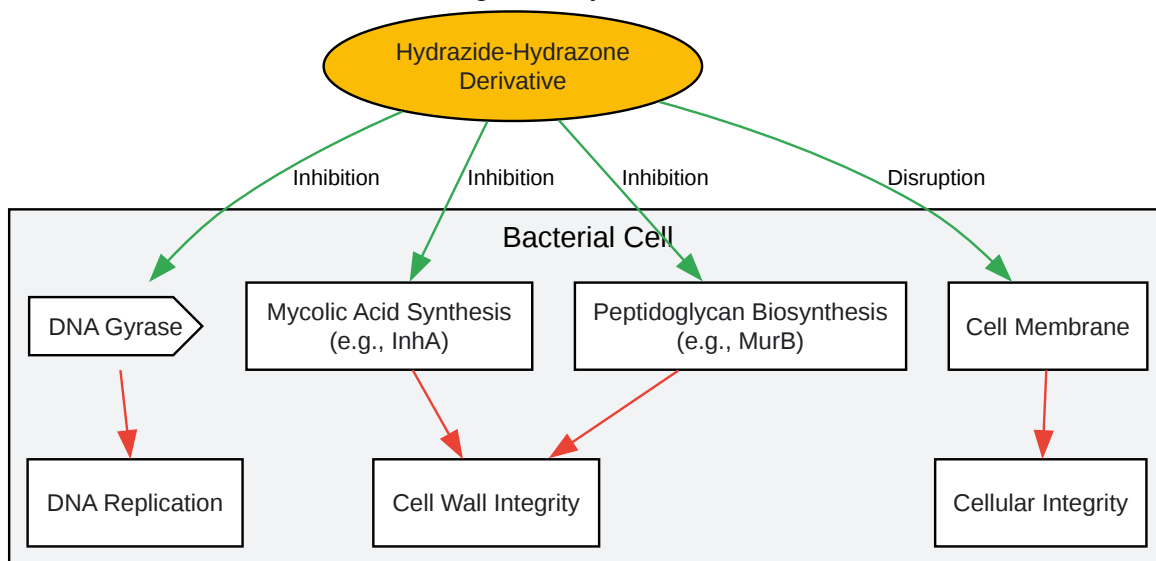 Hydrazide-Hydrazone
Derivative
Inhibition
Inhibition
Inhibition
Disruption
Bacterial Cell
DNA Gyrase
Mycolic Acid Synthesis
(e.g., InhA)
Peptidoglycan Biosynthesis
(e.g., MurB)
Cell Membrane
DNA Replication
Cell Wall Integrity
Cellular Integrity